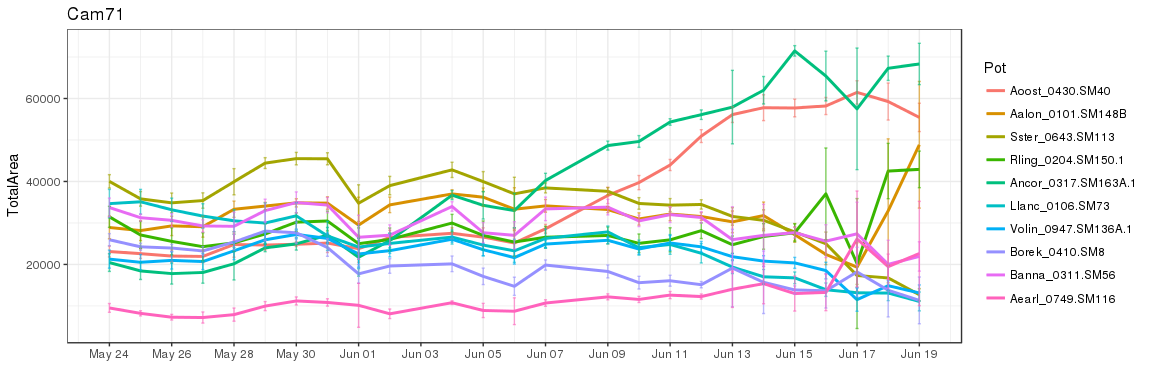 Cam71
TotalArea
60000
40000
20000
May 24
May 26
May 28
May 30
Jun 01
Jun 03
Jun 05
Jun 07
Jun 09
Jun 11
Jun 13
Jun 15
Jun 17
Jun 19
Pot
Aoost_0430.SM40
Aalon_0101.SM148B
Sster_0643.SM113
Rling_0204.SM150.1
Ancor_0317.SM163A.1
Llanc_0106.SM73
Volin_0947.SM136A.1
Borek_0410.SM8
Banna_0311.SM56
Aearl_0749.SM116